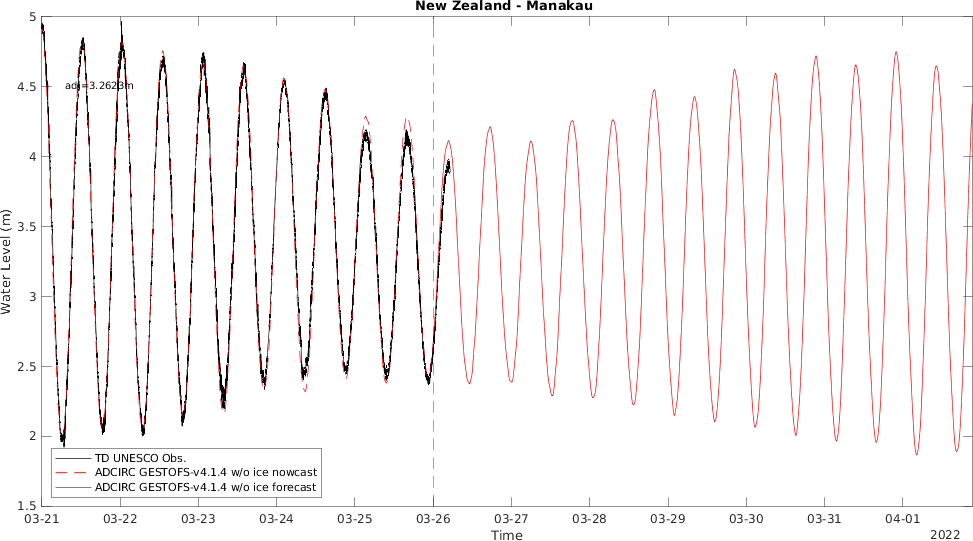 New Zealand - Manakau
5
4.5
4
3.5
3
2.5
2
1.5
Water Level (m)
adj=3.2623m
TD UNESCO Obs.
ADCIRC GESTOFS-v4.1.4 w/o ice nowcast
ADCIRC GESTOFS-v4.1.4 w/o ice forecast
03-21 03-22 03-23 03-24 03-25 03-26 03-27 03-28 03-29 03-30 03-31 04-01
Time
2022